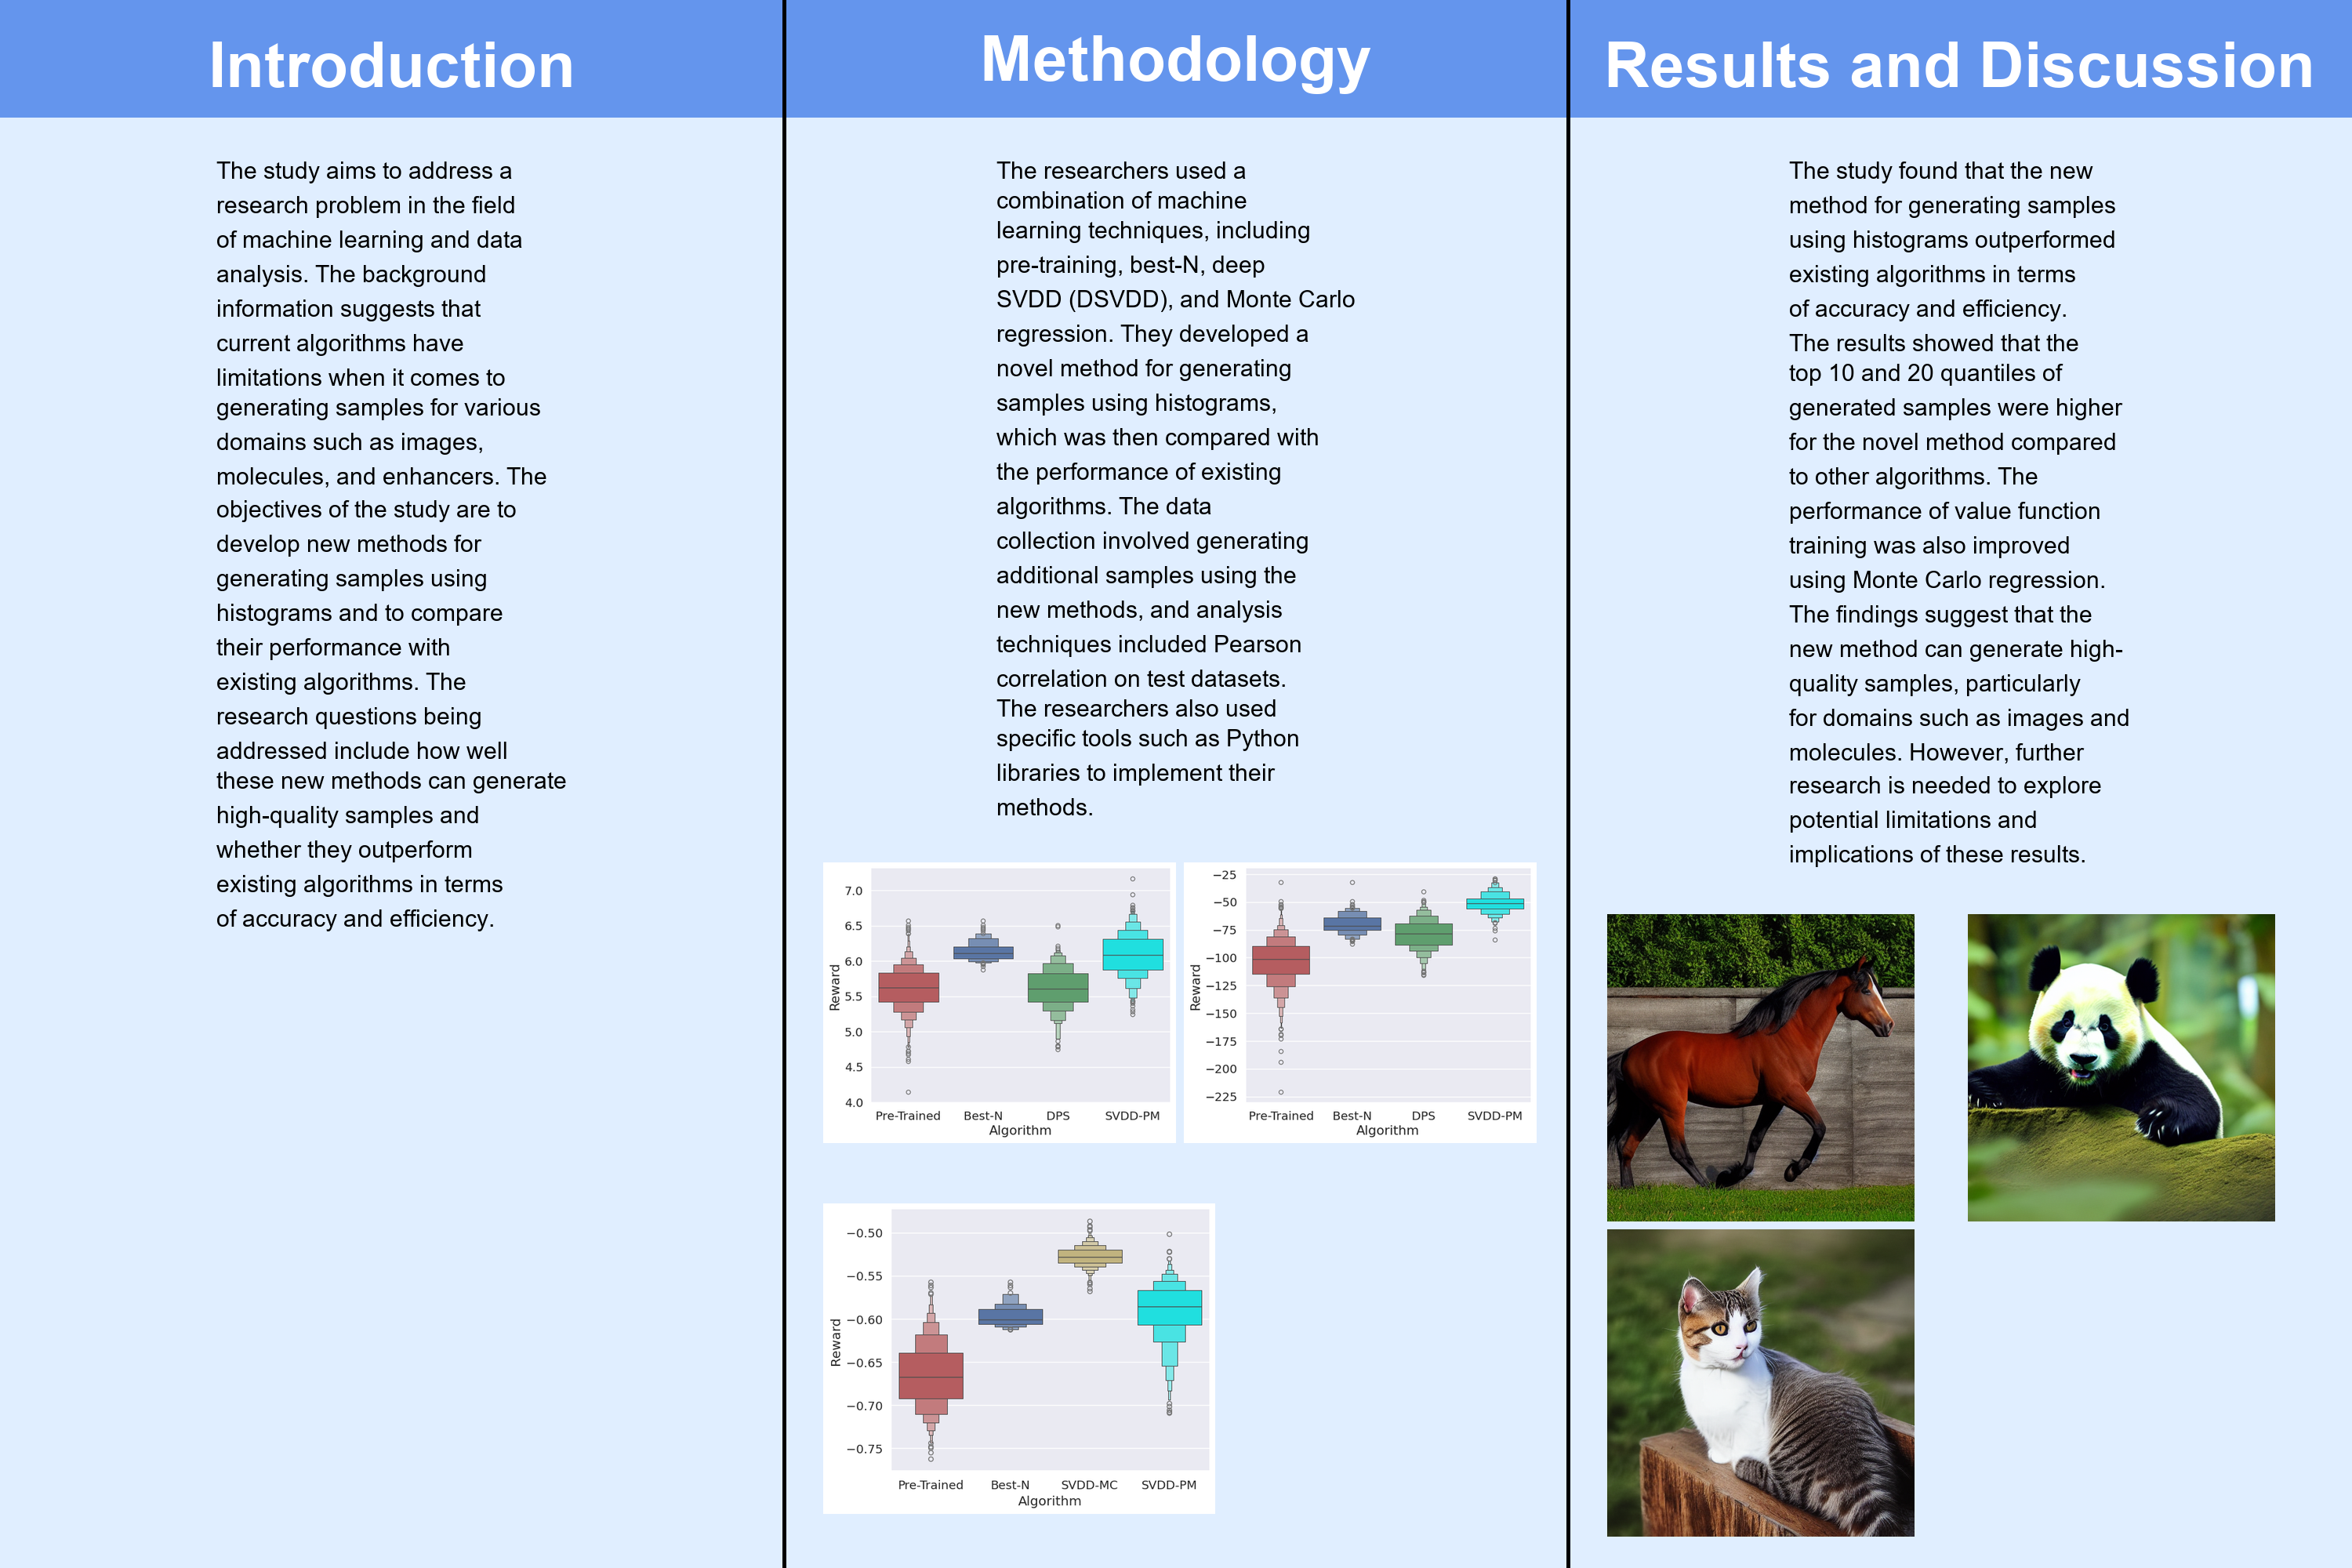 Introduction
The study aims to address a
research problem in the field
of machine learning and data
analysis. The background
information suggests that
current algorithms have
limitations when it comes to
generating samples for various
domains such as images,
molecules, and enhancers. The
objectives of the study are to
develop new methods for
generating samples using
histograms and to compare
their performance with
existing algorithms. The
research questions being
addressed include how well
these new methods can generate
high-quality samples and
whether they outperform
existing algorithms in terms
of accuracy and efficiency.
Methodology
The researchers used a
combination of machine
learning techniques, including
pre-training, best-N, deep
SVDD (DSVDD), and Monte Carlo
regression. They developed a
novel method for generating
samples using histograms,
which was then compared with
the performance of existing
algorithms. The data
collection involved generating
additional samples using the
new methods, and analysis
techniques included Pearson
correlation on test datasets.
The researchers also used
specific tools such as Python
libraries to implement their
methods.
7.0
6.5
6.0
5.5
5.0
4.5
4.0
Reward
Pre-Trained Best-N DPS SVDD-PM
Algorithm
−25
−50
−75
−100
−125
−150
−175
−200
−225
Reward
Pre-Trained Best-N DPS SVDD-PM
Algorithm
−0.50
−0.55
−0.60
−0.65
−0.70
−0.75
Reward
Pre-Trained Best-N SVDD-MC SVDD-PM
Algorithm
Results and Discussion
The study found that the new
method for generating samples
using histograms outperformed
existing algorithms in terms
of accuracy and efficiency.
The results showed that the
top 10 and 20 quantiles of
generated samples were higher
for the novel method compared
to other algorithms. The
performance of value function
training was also improved
using Monte Carlo regression.
The findings suggest that the
new method can generate high-
quality samples, particularly
for domains such as images and
molecules. However, further
research is needed to explore
potential limitations and
implications of these results.